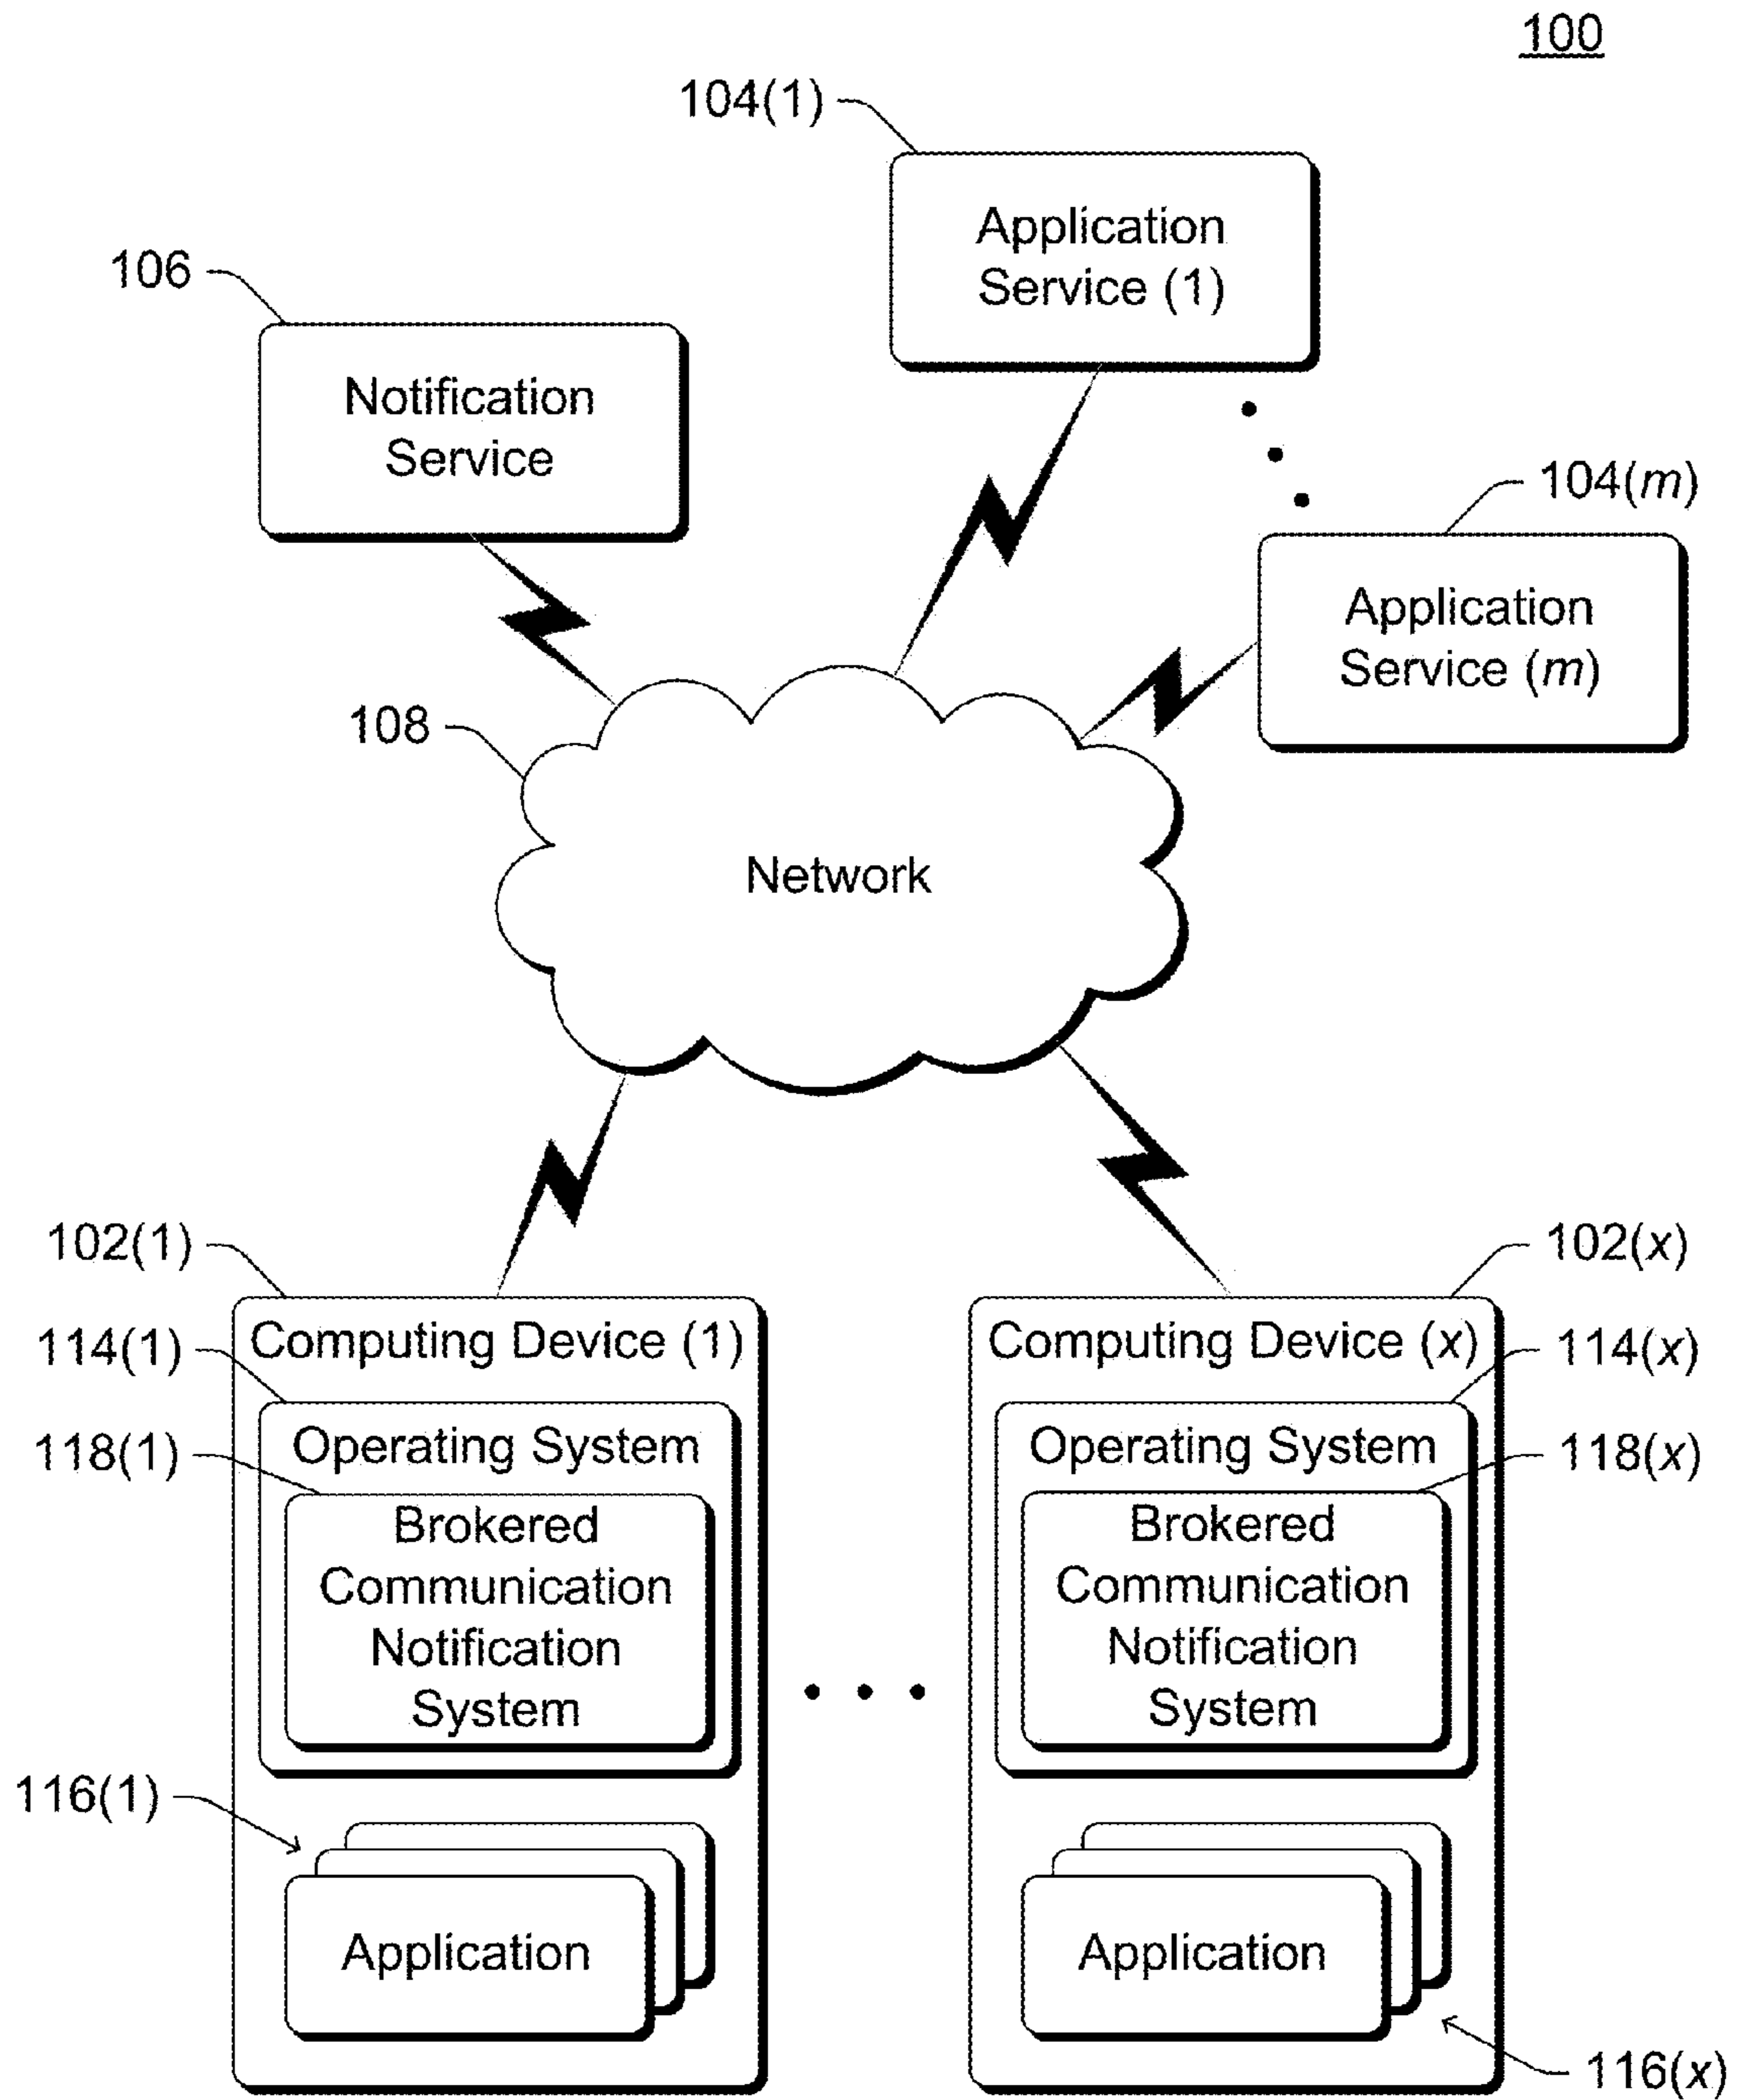 100
104(1)
Application
Service (1)
106
Notification
Service
104(m)
Application
Service (m)
108
Network
102(1)
102(x)
Computing Device (1)
Computing Device (x)
114(1)
114(x)
Operating System
Operating System
118(1)
118(x)
Brokered
Communication
Notification
System
Brokered
Communication
Notification
System
116(1)
Application
Application
116(x)